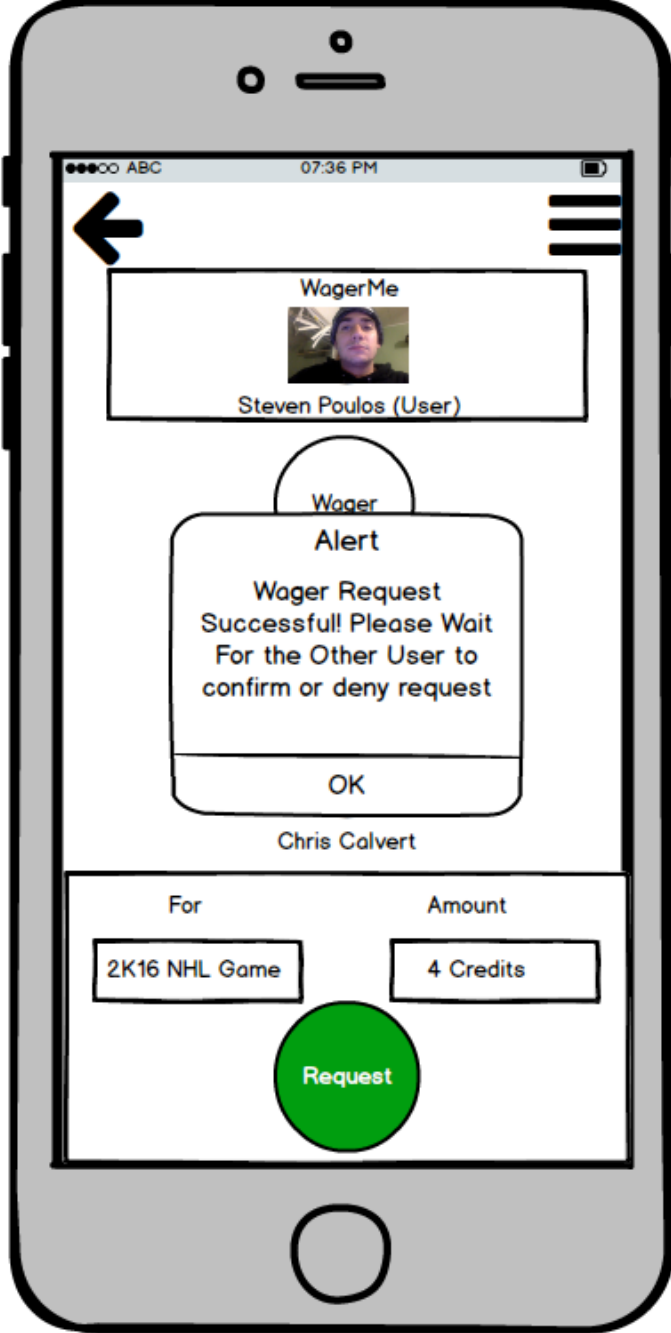 ABC 07:36 PM
WagerMe
Steven Poulos (User)
Wager
Alert
Wager Request
Successful! Please Wait
For the Other User to
confirm or deny request
OK
Chris Calvert
For Amount
2K16 NHL Game 4 Credits
Request